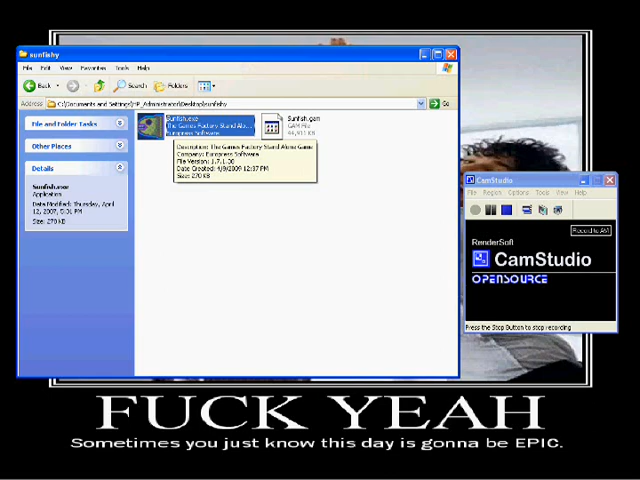 sunfishy
File Edit View Favorites Tools Help
Back Search Folders
Address C:\Documents and Settings\HP_Administrator\Desktop\sunfishy Go
File and Folder Tasks
Other Places
Details
Sunfish.exe
Application
Date Modified: Thursday, April
12, 2007, 5:31 PM
Size: 270 KB
Sunfish.exe
The Games Factory Stand Alo...
Europress Software
Sunfish.gam
GAM File
Description: The Games Factory Stand Alone Game
Company: Europress Software
File Version: 1.7.1.30
Date Created: 4/9/2009 12:37 PM
Size: 270 KB
CamStudio
File Region Options Tools View Help
Record to AVI
RenderSoft
CamStudio
OPENSOURCE
Press the Stop Button to stop recording
FUCK YEAH
Sometimes you just know this day is gonna be EPIC.